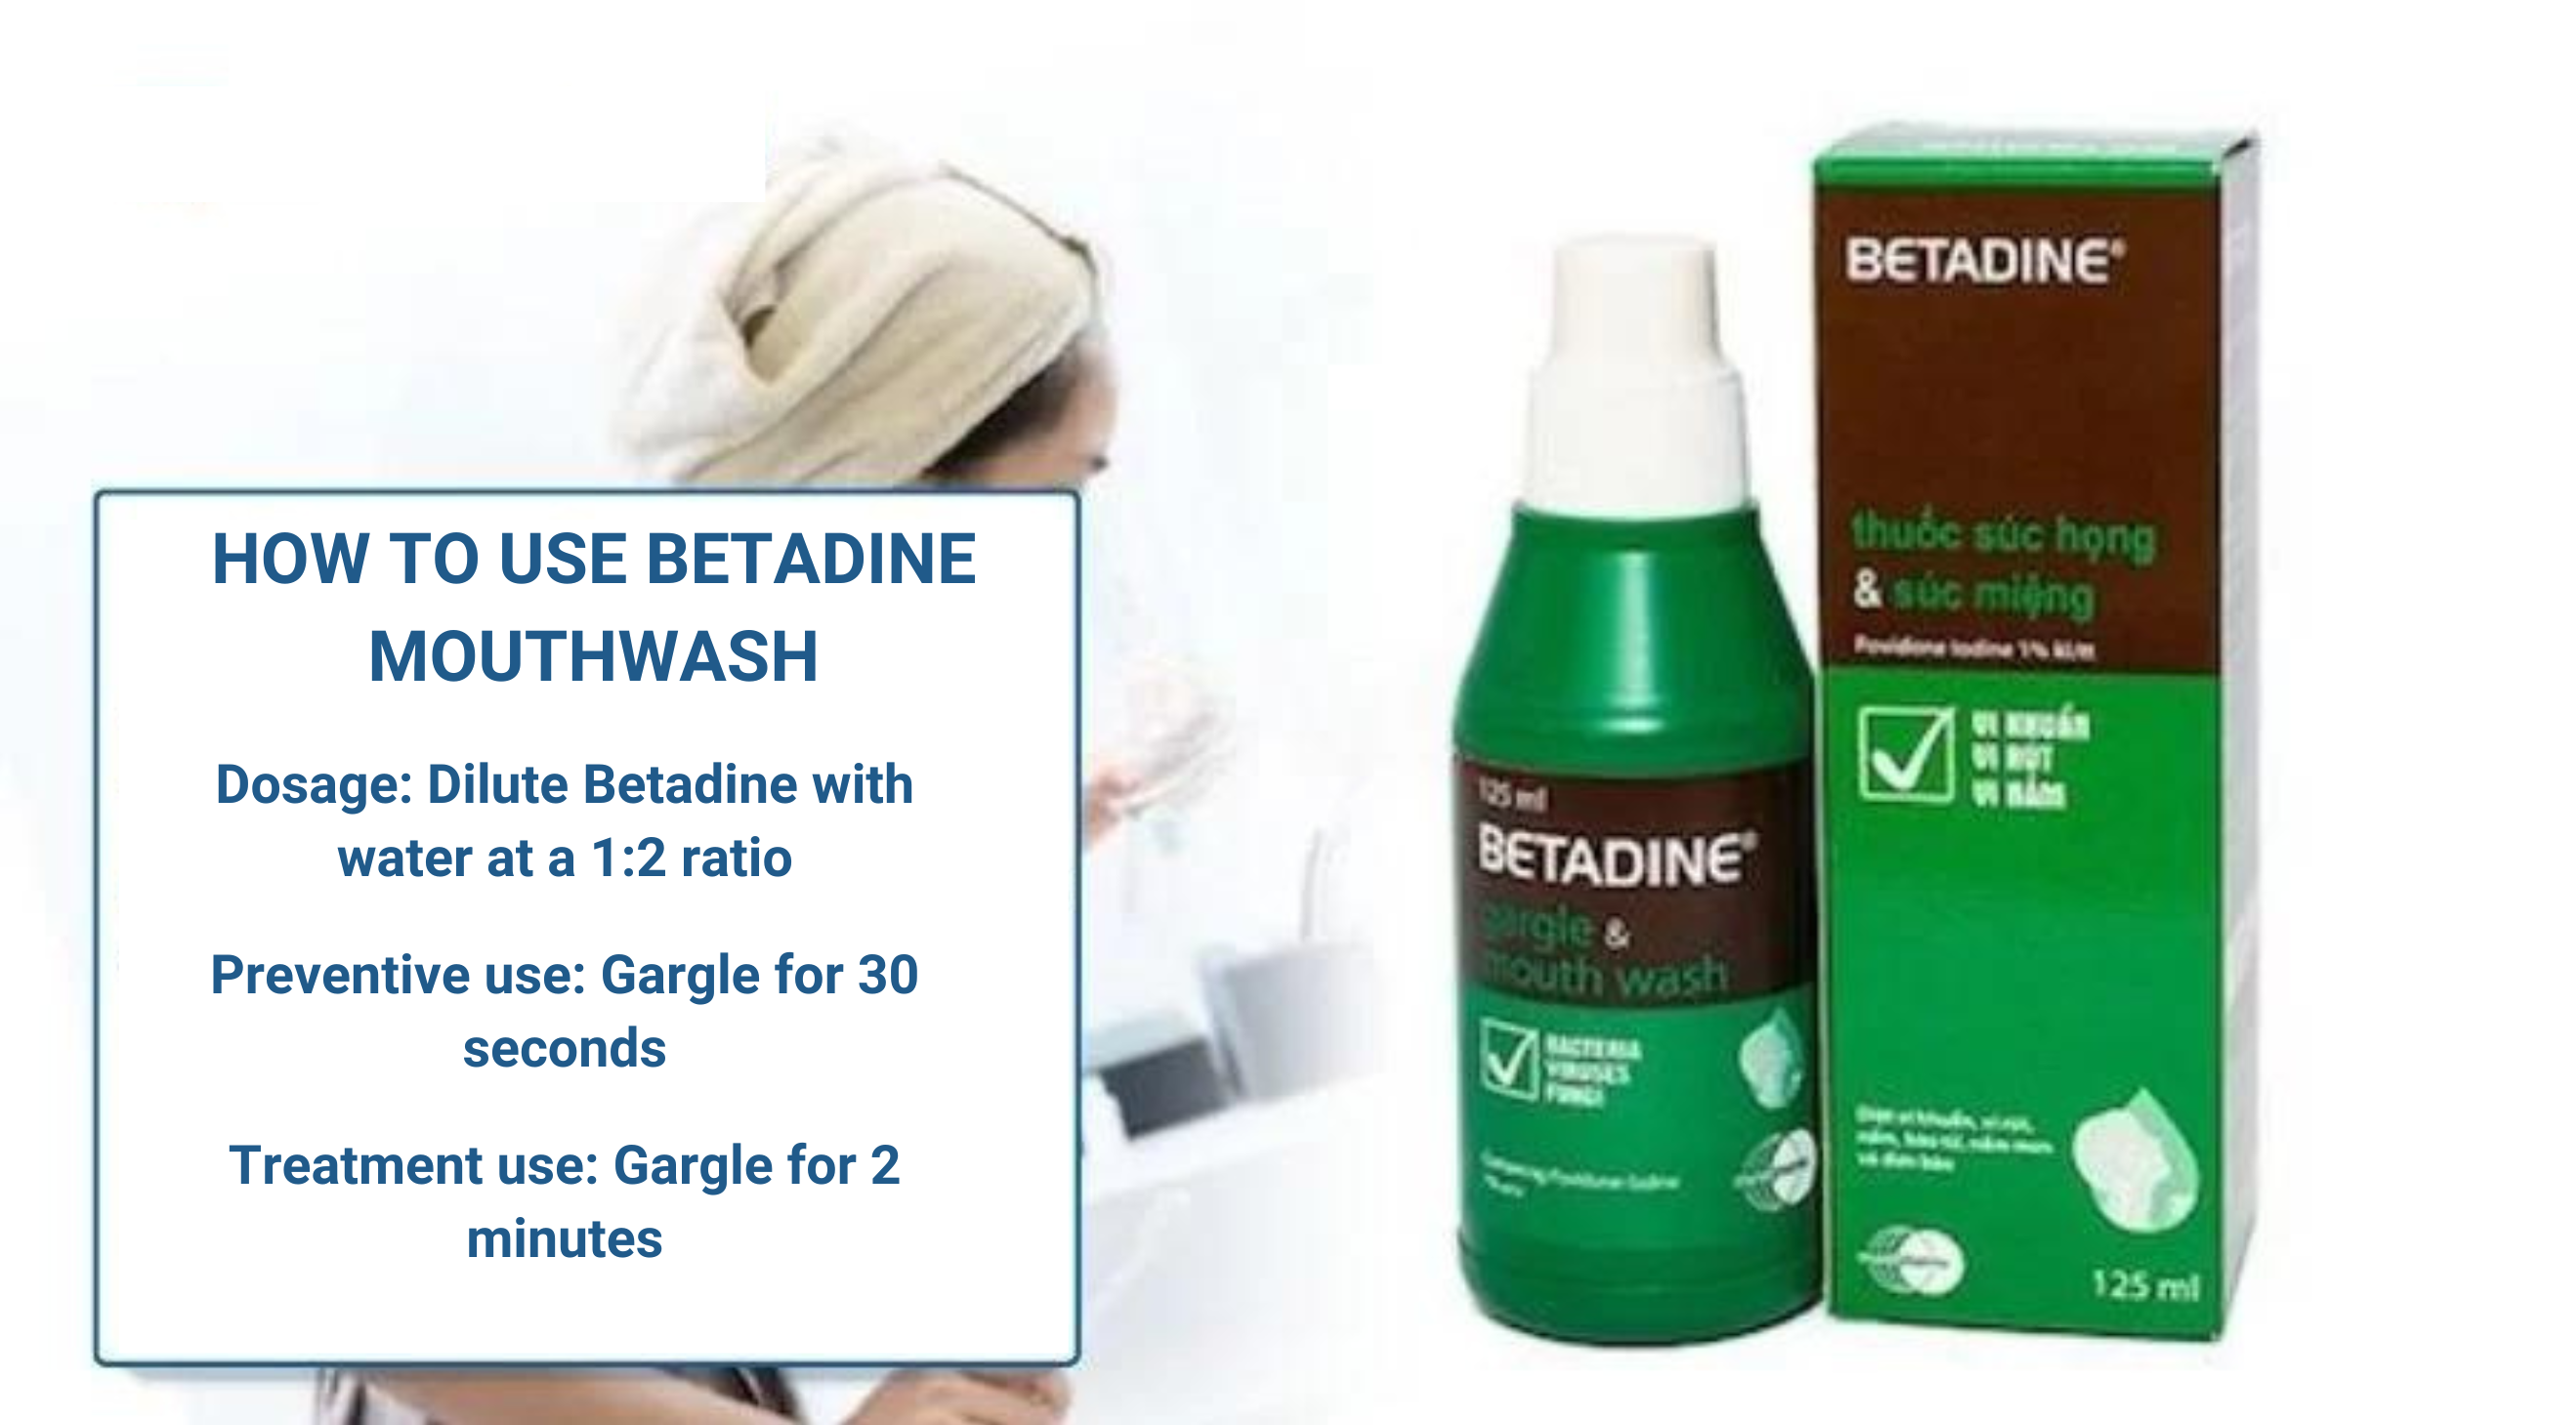 HOW TO USE BETADINE
MOUTHWASH
Dosage: Dilute Betadine with
water at a 1:2 ratio
Preventive use: Gargle for 30
seconds
Treatment use: Gargle for 2
minutes
125 ml
BETADINE®
gargle &
mouth wash
BACTERIA
VIRUSES
FUNGI
BETADINE®
thuốc súc họng
& súc miệng
Povidone Iodine 1%
VI KHUẨN
VI RÚT
VI NẤM
125 ml